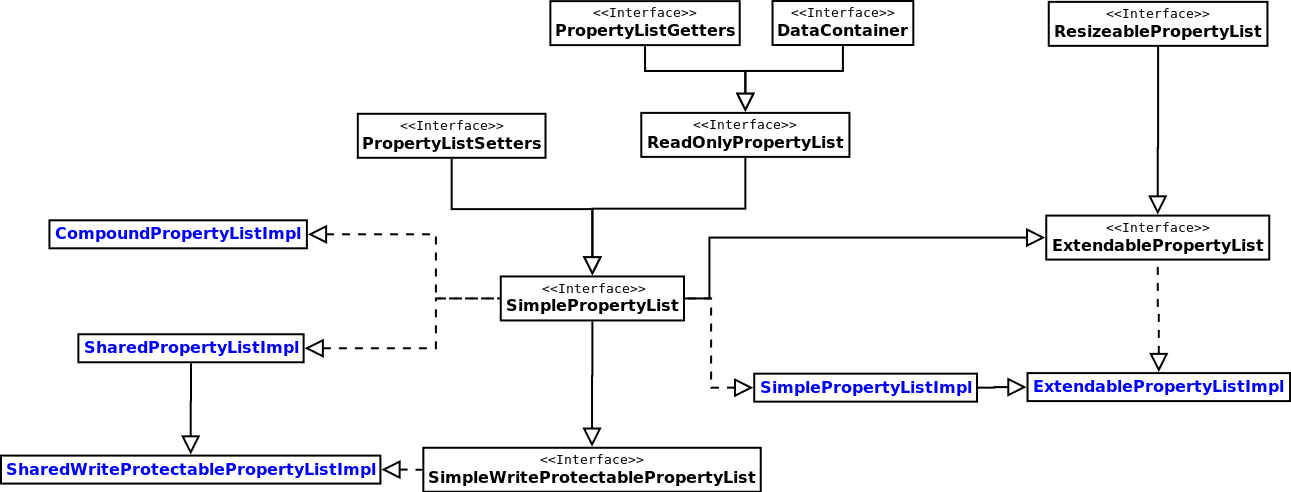 <<Interface>>
PropertyListGetters
<<Interface>>
DataContainer
<<Interface>>
ResizeablePropertyList
<<Interface>>
PropertyListSetters
<<Interface>>
ReadOnlyPropertyList
CompoundPropertyListImpl
<<Interface>>
ExtendablePropertyList
<<Interface>>
SimplePropertyList
SharedPropertyListImpl
SimplePropertyListImpl
ExtendablePropertyListImpl
SharedWriteProtectablePropertyListImpl
<<Interface>>
SimpleWriteProtectablePropertyList